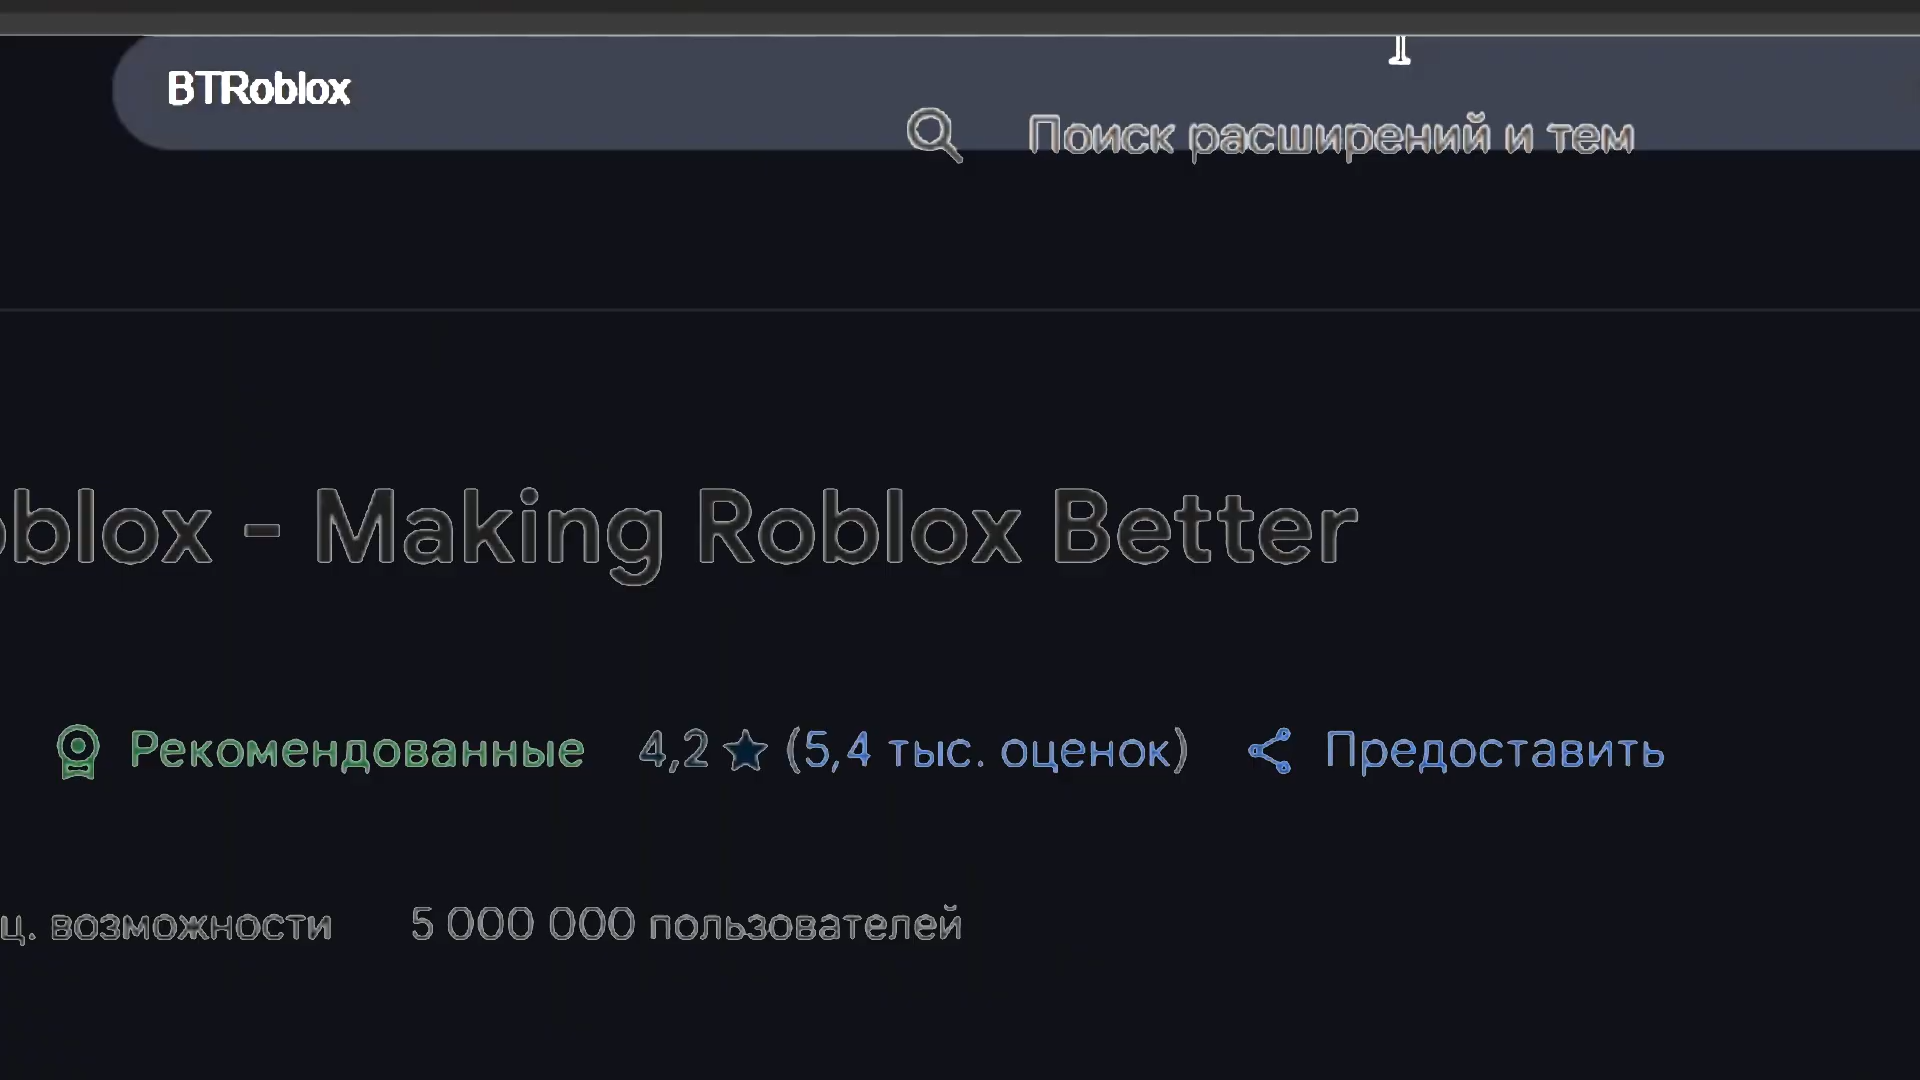 BTRoblox
Поиск расширений и тем
oblox - Making Roblox Better
Рекомендованные 4,2 ★ (5,4 тыс. оценок) Предоставить
ц. возможности 5 000 000 пользователей